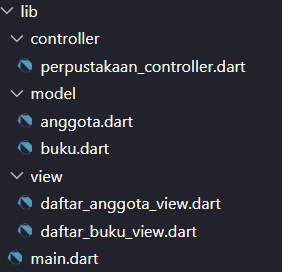 lib
controller
perpustakaan_controller.dart
model
anggota.dart
buku.dart
view
daftar_anggota_view.dart
daftar_buku_view.dart
main.dart